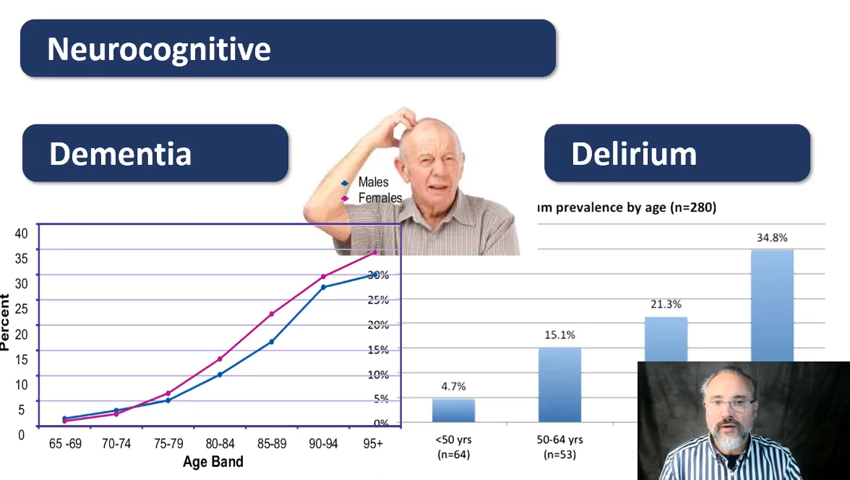 Neurocognitive
Dementia
Delirium
Males
Females
um prevalence by age (n=280)
40
35
30
25
20
15
10
5
0
Percent
65 -69
70-74
75-79
80-84
85-89
90-94
95+
Age Band
30%
25%
20%
15%
10%
5%
0%
4.7%
15.1%
21.3%
34.8%
<50 yrs
(n=64)
50-64 yrs
(n=53)